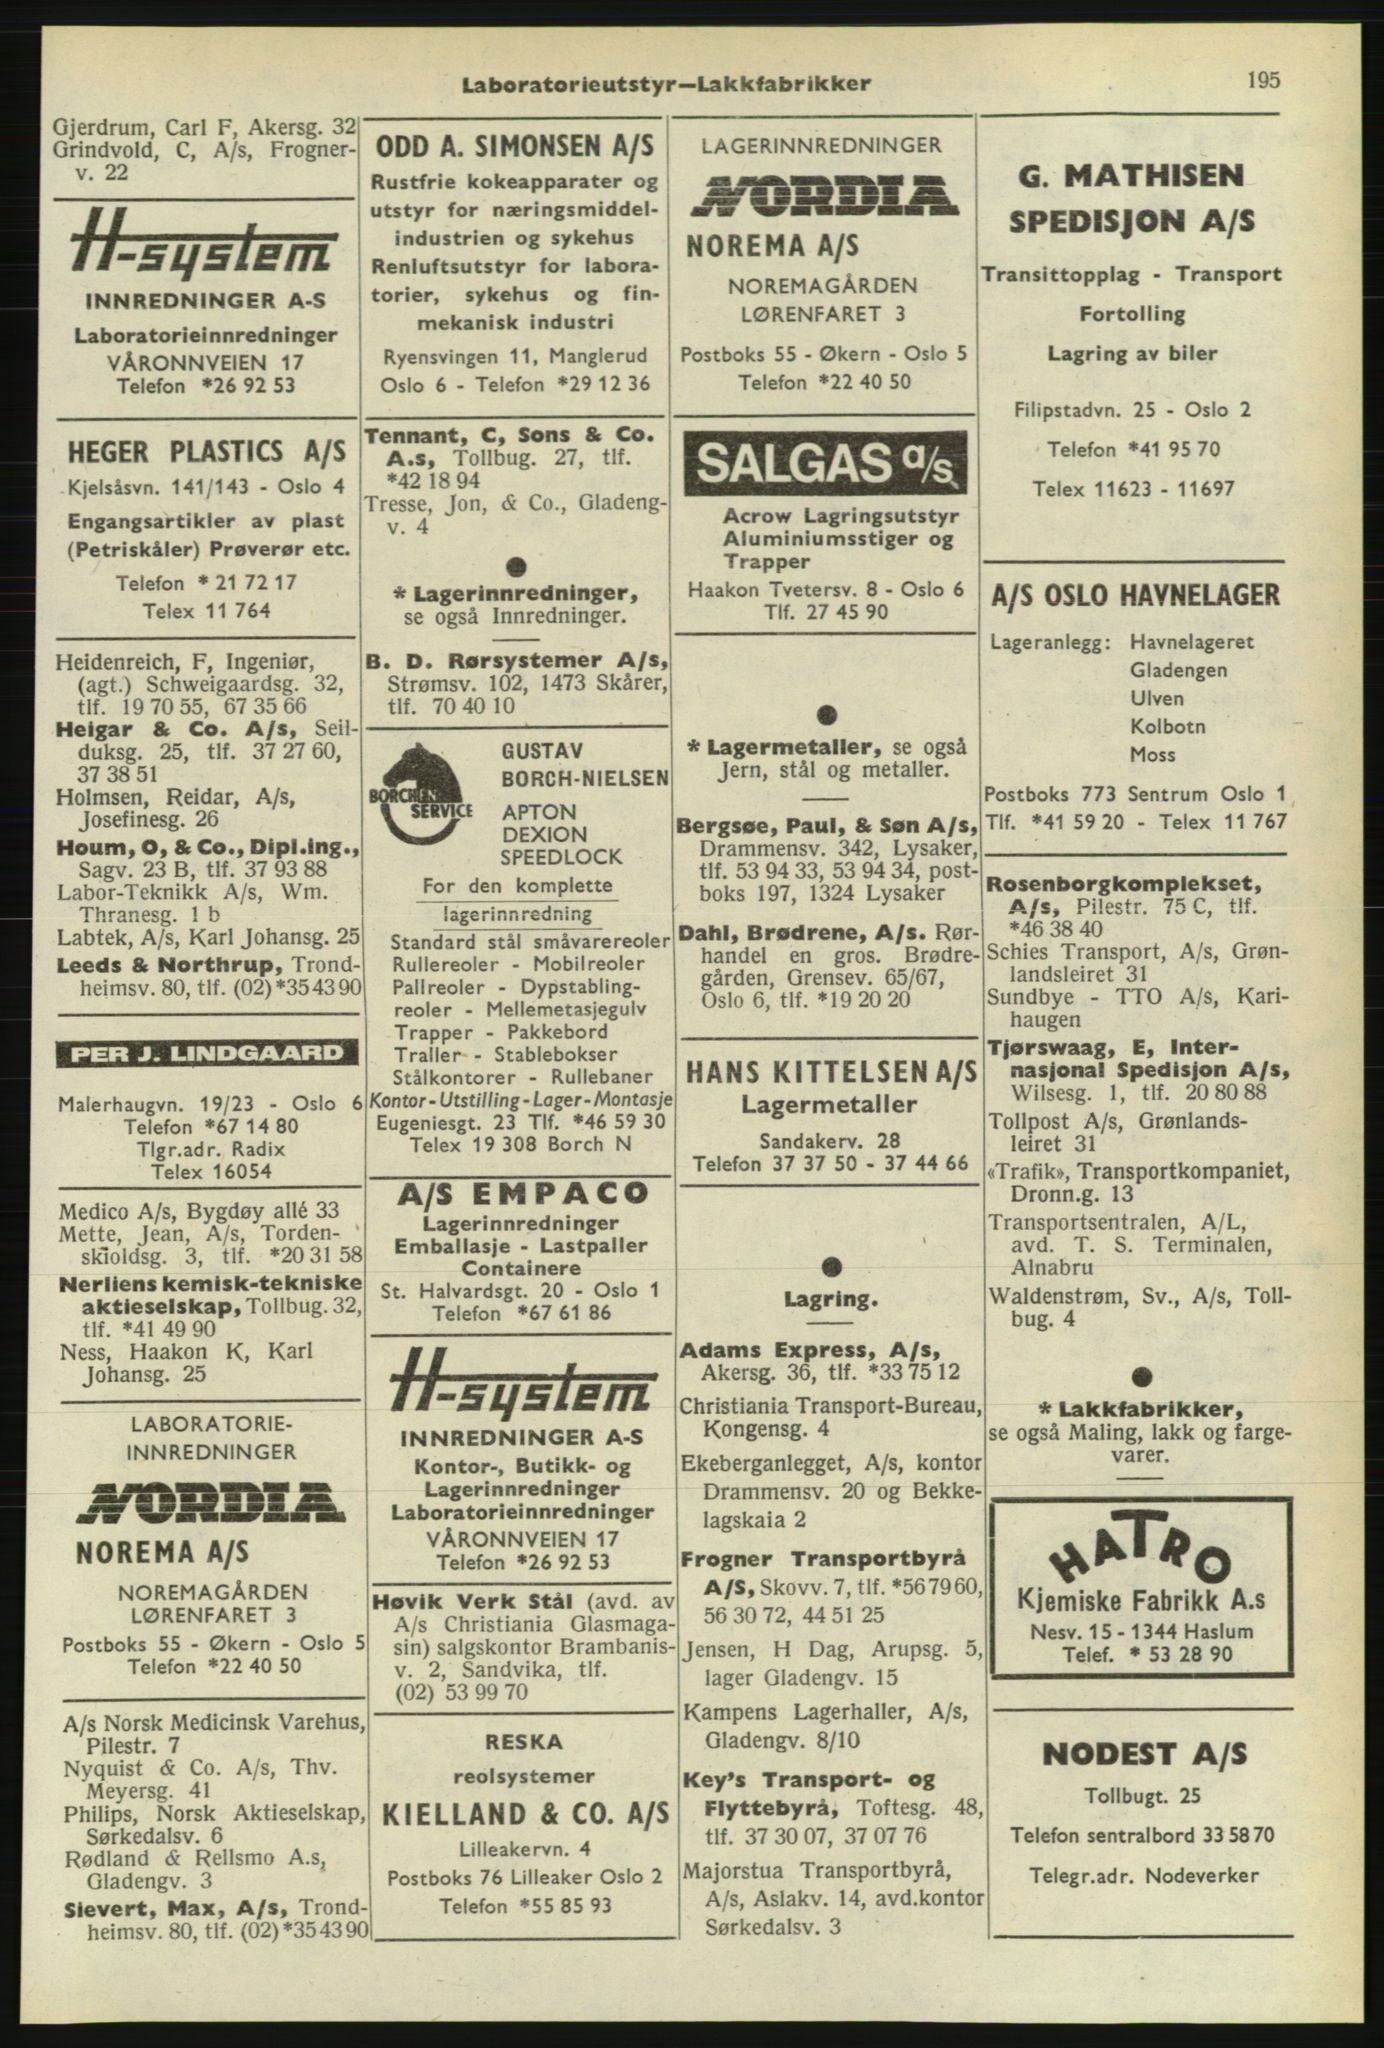 Laboratorieutstyr—Lakkfabrikker
195
Gjerdrum, Carl F, Akersg. 32
Grindvold, C, A/s, Frogner-
v. 22
H-system
INNREDNINGER A-S
Laboratorieinnredninger
VÅRONNVEIEN 17
Telefon *26 92 53
HEGER PLASTICS A/S
Kjelsåsvn. 141/143 - Oslo 4
Engangsartikler av plast
(Petriskåler) Prøverør etc.
Telefon * 21 72 17
Telex 11 764
Heidenreich, F, Ingeniør,
(agt.) Schweigaardsg. 32,
tlf. 19 70 55, 67 35 66
Heigar & Co. A/s, Seil-
duksg. 25, tlf. 37 27 60,
37 38 51
Holmsen, Reidar, A/s,
Josefinesg. 26
Houm, O, & Co., Dipl.ing.,
Sagv. 23 B, tlf. 37 93 88
Labor-Teknikk A/s, Wm.
Thranesg. 1 b
Labtek, A/s, Karl Johansg. 25
Leeds & Northrup, Trond-
heimsv. 80, tlf. (02) *35 43 90
PER J. LINDGAARD
Malerhaugvn. 19/23 - Oslo 6
Telefon *67 14 80
Tlgr.adr. Radix
Telex 16054
Medico A/s, Bygdøy allé 33
Mette, Jean, A/s, Torden-
skioldsg. 3, tlf. *20 31 58
Nerliens kemisk-tekniske
aktieselskap, Tollbug. 32,
tlf. *41 49 90
Ness, Haakon K, Karl
Johansg. 25
LABORATORIE-
INNREDNINGER
NORDIA
NOREMA A/S
NOREMAGÅRDEN
LØRENFARET 3
Postboks 55 - Økern - Oslo 5
Telefon *22 40 50
A/s Norsk Medicinsk Varehus,
Pilestr. 7
Nyquist & Co. A/s, Thv.
Meyersg. 41
Philips, Norsk Aktieselskap,
Sørkedalsv. 6
Rødland & Rellsmo A.s,
Gladengv. 3
Sievert, Max, A/s, Trond-
heimsv. 80, tlf. (02) *35 43 90
ODD A. SIMONSEN A/S
Rustfrie kokeapparater og
utstyr for næringsmiddel-
industrien og sykehus
Renluftsutstyr for labora-
torier, sykehus og fin-
mekanisk industri
Ryensvingen 11, Manglerud
Oslo 6 - Telefon *29 12 36
Tennant, C, Sons & Co.
A.s, Tollbug. 27, tlf.
*42 18 94
Tresse, Jon, & Co., Gladeng-
v. 4
* Lagerinnredninger,
se også Innredninger.
B. D. Rørsystemer A/s,
Strømsv. 102, 1473 Skårer,
tlf. 70 40 10
BORCHEN
SERVICE
GUSTAV
BORCH-NIELSEN
APTON
DEXION
SPEEDLOCK
For den komplette
lagerinnredning
Standard stål småvarereoler
Rullereoler - Mobilreoler
Pallreoler - Dypstabling-
reoler - Mellemetasjegulv
Trapper - Pakkebord
Traller - Stablebokser
Stålkontorer - Rullebaner
Kontor - Utstilling - Lager - Montasje
Eugeniesgt. 23 Tlf. *46 59 30
Telex 19 308 Borch N
A/S EMPACO
Lagerinnredninger
Emballasje - Lastpaller
Containere
St. Halvardsgt. 20 - Oslo 1
Telefon *67 61 86
H-system
INNREDNINGER A-S
Kontor-, Butikk- og
Lagerinnredninger
Laboratorieinnredninger
VÅRONNVEIEN 17
Telefon *26 92 53
Høvik Verk Stål (avd. av
A/s Christiania Glasmaga-
sin) salgskontor Brambanis-
v. 2, Sandvika, tlf.
(02) 53 99 70
RESKA
reolsystemer
KIELLAND & CO. A/S
Lilleakervn. 4
Postboks 76 Lilleaker Oslo 2
Telefon *55 85 93
LAGERINNREDNINGER
NORDIA
NOREMA A/S
NOREMAGÅRDEN
LØRENFARET 3
Postboks 55 - Økern - Oslo 5
Telefon *22 40 50
SALGAS a/s
Acrow Lagringsutstyr
Aluminiumsstiger og
Trapper
Haakon Tvetersv. 8 - Oslo 6
Tlf. 27 45 90
* Lagermetaller, se også
Jern, stål og metaller.
Bergsøe, Paul, & Søn A/s,
Drammensv. 342, Lysaker,
tlf. 53 94 33, 53 94 34, post-
boks 197, 1324 Lysaker
Dahl, Brødrene, A/s. Rør-
handel en gros. Brødre-
gården, Grensev. 65/67,
Oslo 6, tlf. *19 20 20
HANS KITTELSEN A/S
Lagermetaller
Sandakerv. 28
Telefon 37 37 50 - 37 44 66
Lagring.
Adams Express, A/s,
Akersg. 36, tlf. *33 75 12
Christiania Transport-Bureau,
Kongensg. 4
Ekeberganlegget, A/s, kontor
Drammensv. 20 og Bekke-
lagskaia 2
Frogner Transportbyrå
A/S, Skovv. 7, tlf. *56 79 60,
56 30 72, 44 51 25
Jensen, H Dag, Arupsg. 5,
lager Gladengv. 15
Kampens Lagerhaller, A/s,
Gladengv. 8/10
Key's Transport- og
Flyttebyrå, Toftesg. 48,
tlf. 37 30 07, 37 07 76
Majorstua Transportbyrå,
A/s, Aslakv. 14, avd.kontor
Sørkedalsv. 3
G. MATHISEN
SPEDISJON A/S
Transittopplag - Transport
Fortolling
Lagring av biler
Filipstadvn. 25 - Oslo 2
Telefon *41 95 70
Telex 11623 - 11697
A/S OSLO HAVNELAGER
Lageranlegg: Havnelageret
Gladengen
Ulven
Kolbotn
Moss
Postboks 773 Sentrum Oslo 1
Tlf. *41 59 20 - Telex 11 767
Rosenborgkomplekset,
A/s, Pilestr. 75 C, tlf.
*46 38 40
Schies Transport, A/s, Grøn-
landsleiret 31
Sundbye - TTO A/s, Kari-
haugen
Tjørswaag, E, Inter-
nasjonal Spedisjon A/s,
Wilsesg. 1, tlf. 20 80 88
Tollpost A/s, Grønlands-
leiret 31
«Trafik», Transportkompaniet,
Dronn.g. 13
Transportsentralen, A/L,
avd. T. S. Terminalen,
Alnabru
Waldenstrøm, Sv., A/s, Toll-
bug. 4
* Lakkfabrikker,
se også Maling, lakk og farge-
varer.
HATRO
Kjemiske Fabrikk A.s
Nesv. 15 - 1344 Haslum
Telef. * 53 28 90
NODEST A/S
Tollbugt. 25
Telefon sentralbord 33 58 70
Telegr.adr. Nodeverker